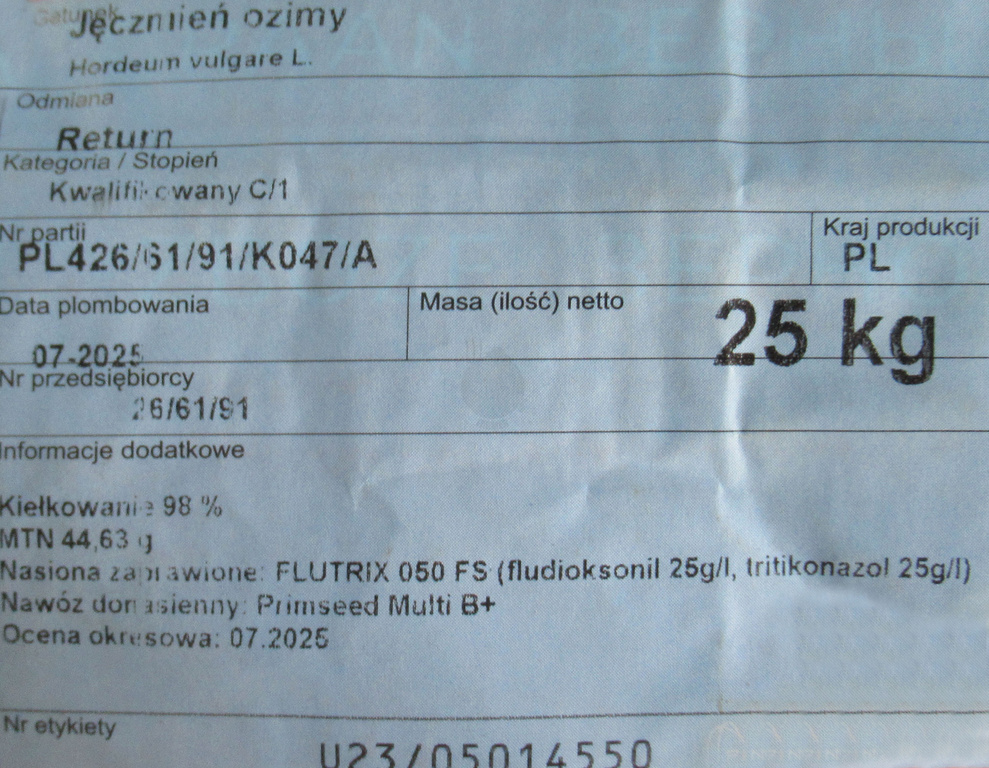 Gatunek
Jęczmień ozimy
Hordeum vulgare L.
Odmiana
Return
Kategoria / Stopień
Kwalifikowany C/1
Nr partii
PL426/61/91/K047/A
Kraj produkcji
PL
Data plombowania
07-2025
Masa (ilość) netto
25 kg
Nr przedsiębiorcy
26/61/91
Informacje dodatkowe
Kiełkowanie 98 %
MTN 44,63 g
Nasiona zaprawione: FLUTRIX 050 FS (fludioksonil 25g/l, tritikonazol 25g/l)
Nawóz donasienny: Primseed Multi B+
Ocena okresowa: 07.2025
Nr etykiety
U23/05014550